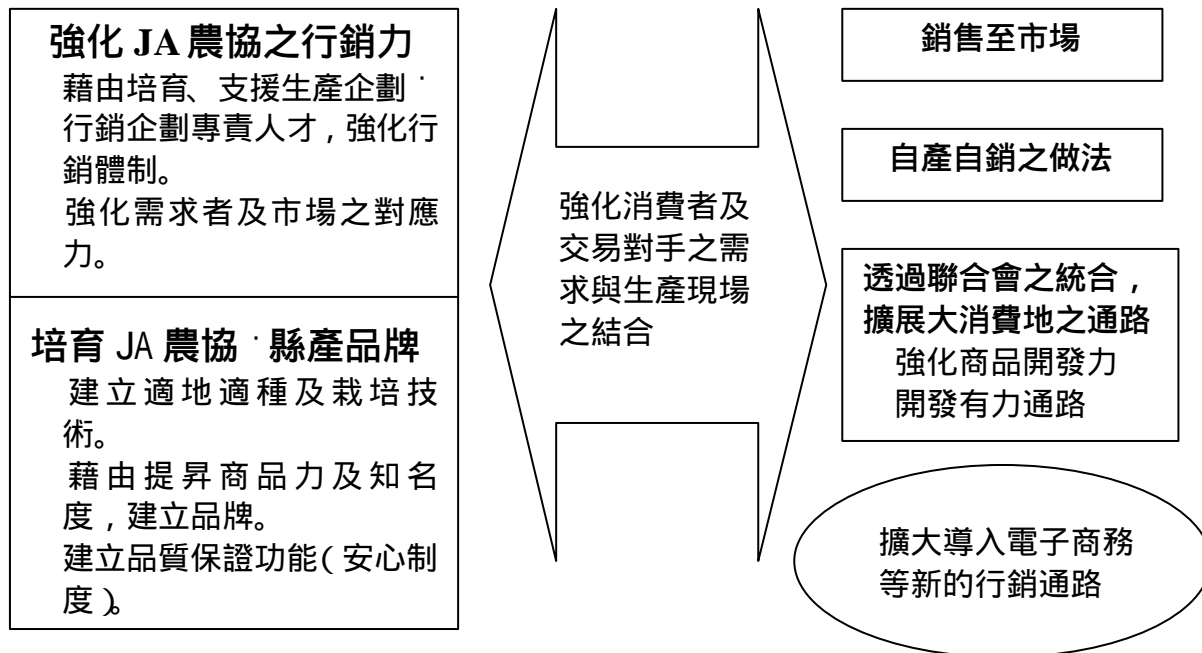 強化 JA 農協之行銷力
藉由培育、支援生產企劃˙
行銷企劃專責人才，強化行
銷體制。
強化需求者及市場之對應
力。
培育 JA 農協˙縣產品牌
建立適地適種及栽培技
術。
藉由提昇商品力及知名
度，建立品牌。
建立品質保證功能(安心制
度)。
強化消費者及
交易對手之需
求與生產現場
之結合
銷售至市場
自產自銷之做法
透過聯合會之統合，
擴展大消費地之通路
強化商品開發力
開發有力通路
擴大導入電子商務
等新的行銷通路